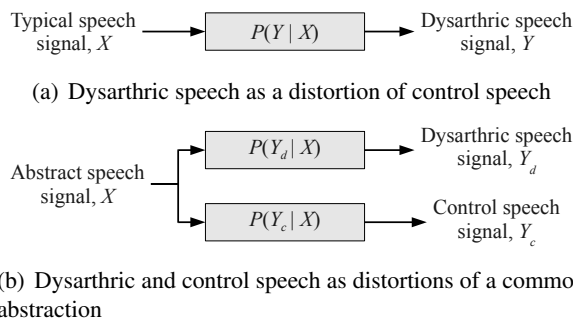 Typical speech signal, X
P(Y | X)
Dysarthric speech signal, Y
(a) Dysarthric speech as a distortion of control speech
Abstract speech signal, X
P(Y_d | X)
Dysarthric speech signal, Y_d
P(Y_c | X)
Control speech signal, Y_c
(b) Dysarthric and control speech as distortions of a commo
abstraction